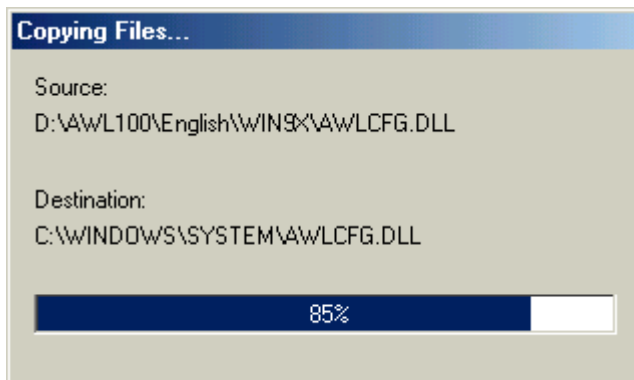 Copying Files...
Source:
D:\AWL100\English\WIN9X\AWLCFG.DLL
Destination:
C:\WINDOWS\SYSTEM\AWLCFG.DLL
85%